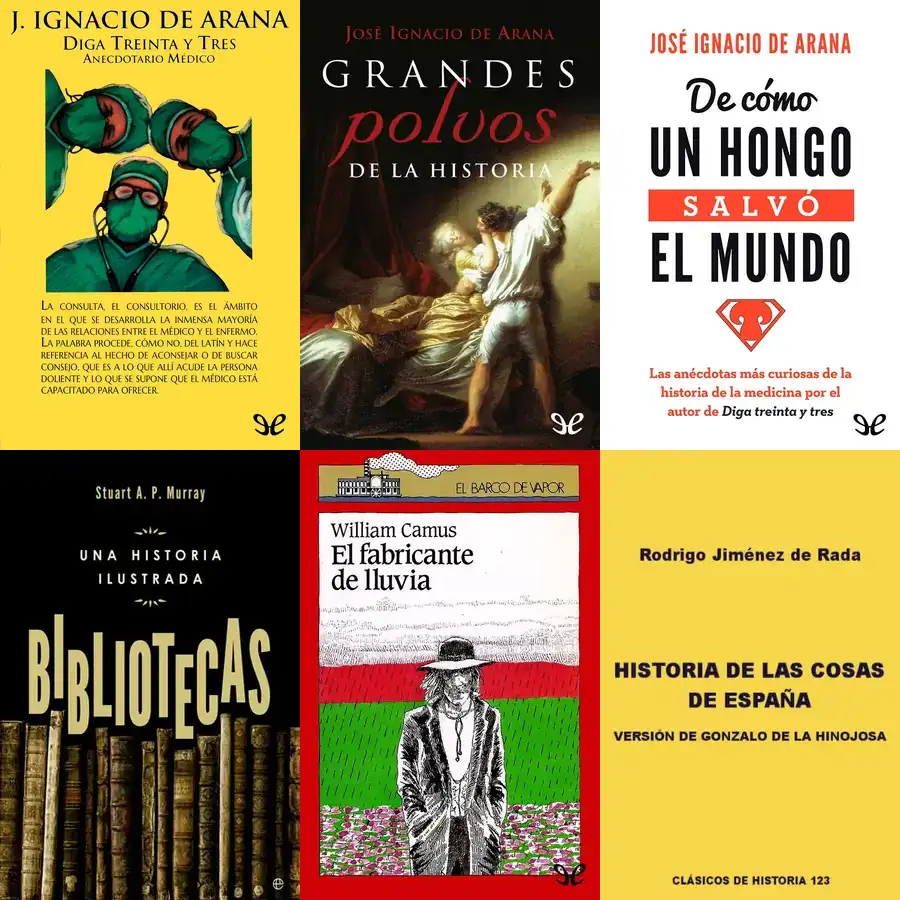 J. IGNACIO DE ARANA
DIGA TREINTA Y TRES
ANECDOTARIO MÉDICO
LA CONSULTA, EL CONSULTORIO, ES EL ÁMBITO
EN EL QUE SE DESARROLLA LA INMENSA MAYORÍA
DE LAS RELACIONES ENTRE EL MÉDICO Y EL ENFERMO.
LA PALABRA PROCEDE, CÓMO NO, DEL LATÍN Y HACE
REFERENCIA AL HECHO DE ACONSEJAR O DE BUSCAR
CONSEJO, QUE ES A LO QUE ALLÍ ACUDE LA PERSONA
DOLIENTE Y LO QUE SE SUPONE QUE EL MÉDICO ESTÁ
CAPACITADO PARA OFRECER.
JOSÉ IGNACIO DE ARANA
GRANDES
polvos
DE LA HISTORIA
JOSÉ IGNACIO DE ARANA
De cómo
UN HONGO
SALVÓ
EL MUNDO
Las anécdotas más curiosas de la
historia de la medicina por el
autor de Diga treinta y tres
Stuart A. P. Murray
UNA HISTORIA
ILUSTRADA
BIBLIOTECAS
EL BARCO DE VAPOR
William Camus
El fabricante
de lluvia
Rodrigo Jiménez de Rada
HISTORIA DE LAS COSAS
DE ESPAÑA
VERSIÓN DE GONZALO DE LA HINOJOSA
CLÁSICOS DE HISTORIA 123